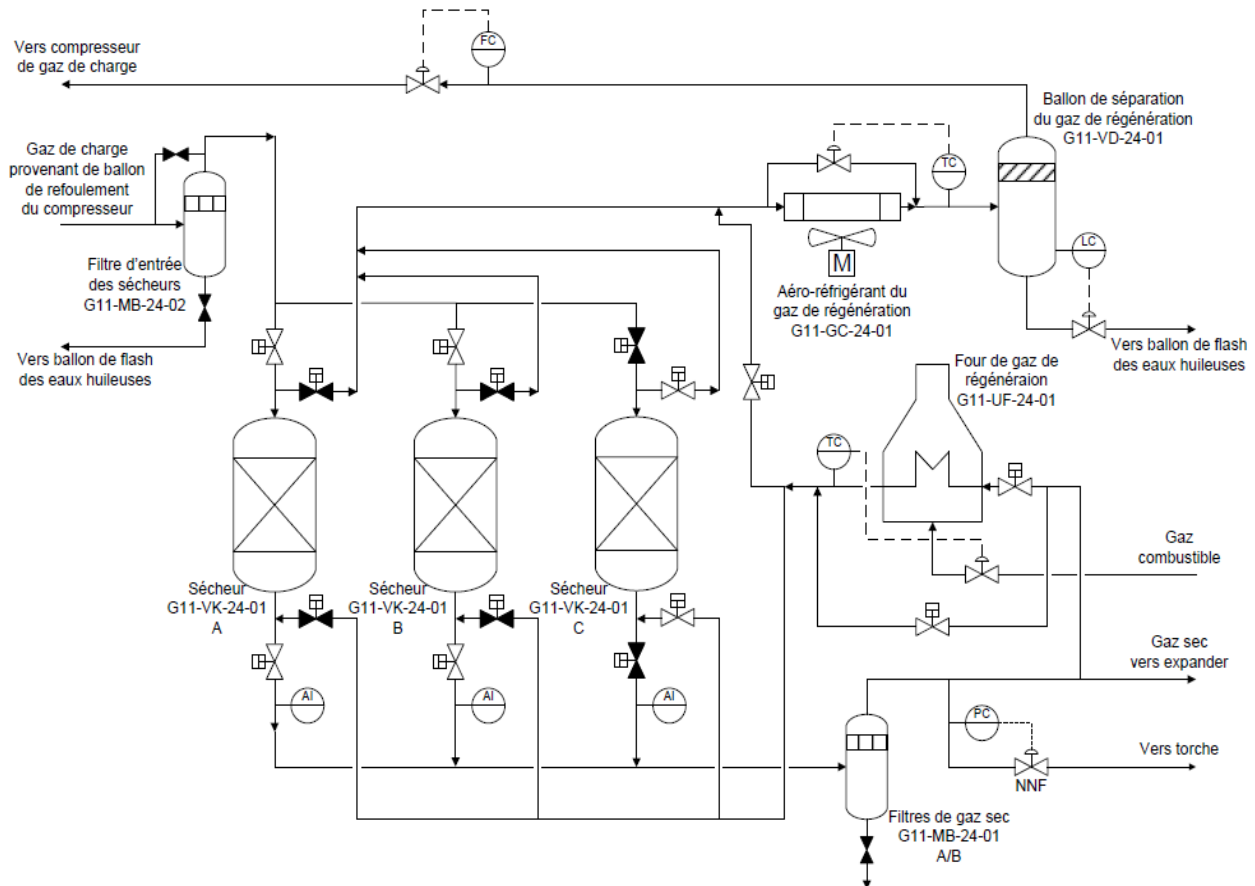 Vers compresseur
de gaz de charge
FC
Ballon de séparation
du gaz de régénération
G11-VD-24-01
Gaz de charge
provenant de ballon
de refoulement
du compresseur
TC
Filtre d'entrée
des sécheurs
G11-MB-24-02
LC
M
Aéro-réfrigérant du
gaz de régénération
G11-GC-24-01
Vers ballon de flash
des eaux huileuses
Vers ballon de flash
des eaux huileuses
Four de gaz de
régénéraion
G11-UF-24-01
TC
Gaz
combustible
Sécheur
G11-VK-24-01
A
Sécheur
G11-VK-24-01
B
Sécheur
G11-VK-24-01
C
Gaz sec
vers expander
AI
AI
AI
PC
Vers torche
NNF
Filtres de gaz sec
G11-MB-24-01
A/B